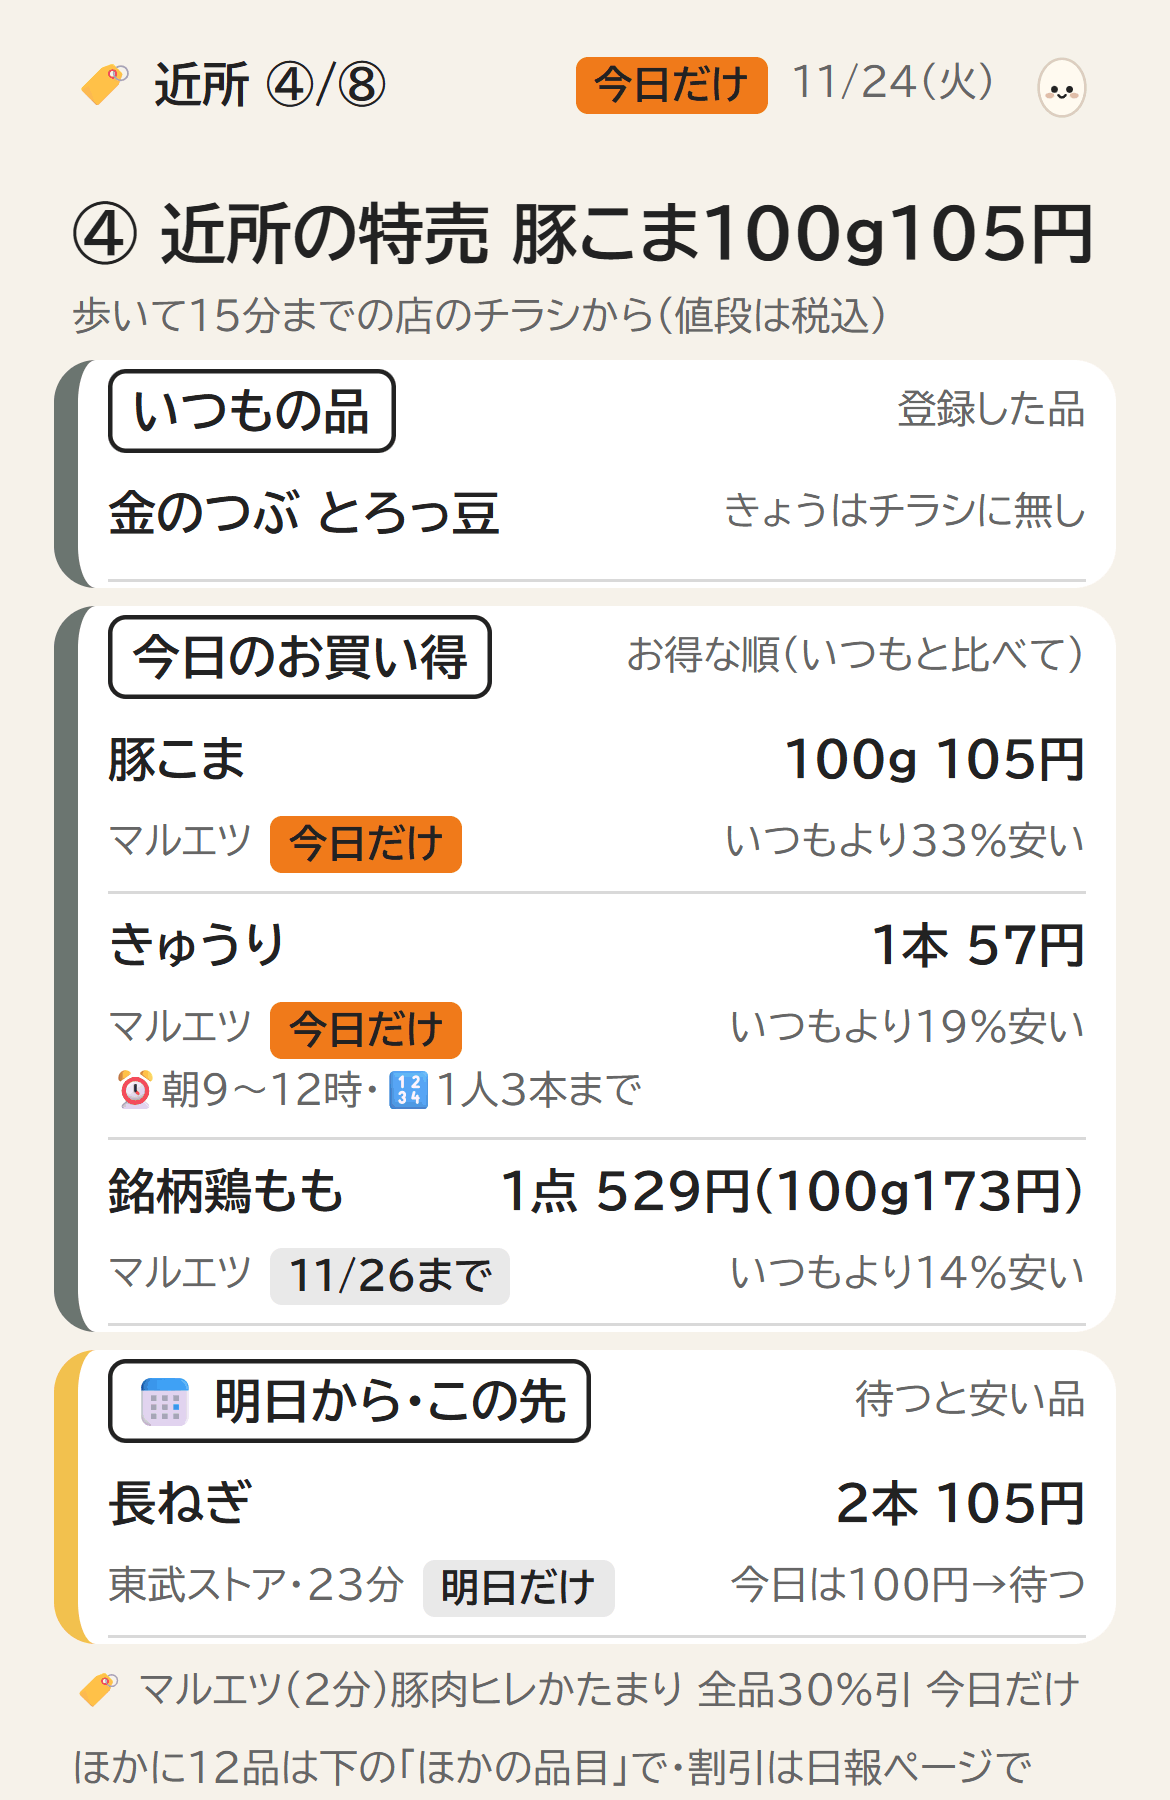 近所 ④/⑧ 今日だけ 11/24(火)
④ 近所の特売 豚こま100g105円
歩いて15分までの店のチラシから(値段は税込)
いつもの品 登録した品
金のつぶ とろっ豆 きょうはチラシに無し
今日のお買い得 お得な順(いつもと比べて)
豚こま 100g 105円
マルエツ 今日だけ いつもより33%安い
きゅうり 1本 57円
マルエツ 今日だけ いつもより19%安い
⏰朝9〜12時・🔢1人3本まで
銘柄鶏もも 1点 529円(100g173円)
マルエツ 11/26まで いつもより14%安い
明日から・この先 待つと安い品
長ねぎ 2本 105円
東武ストア・23分 明日だけ 今日は100円→待つ
マルエツ(2分)豚肉ヒレかたまり 全品30%引 今日だけ
ほかに12品は下の「ほかの品目」で・割引は日報ページで